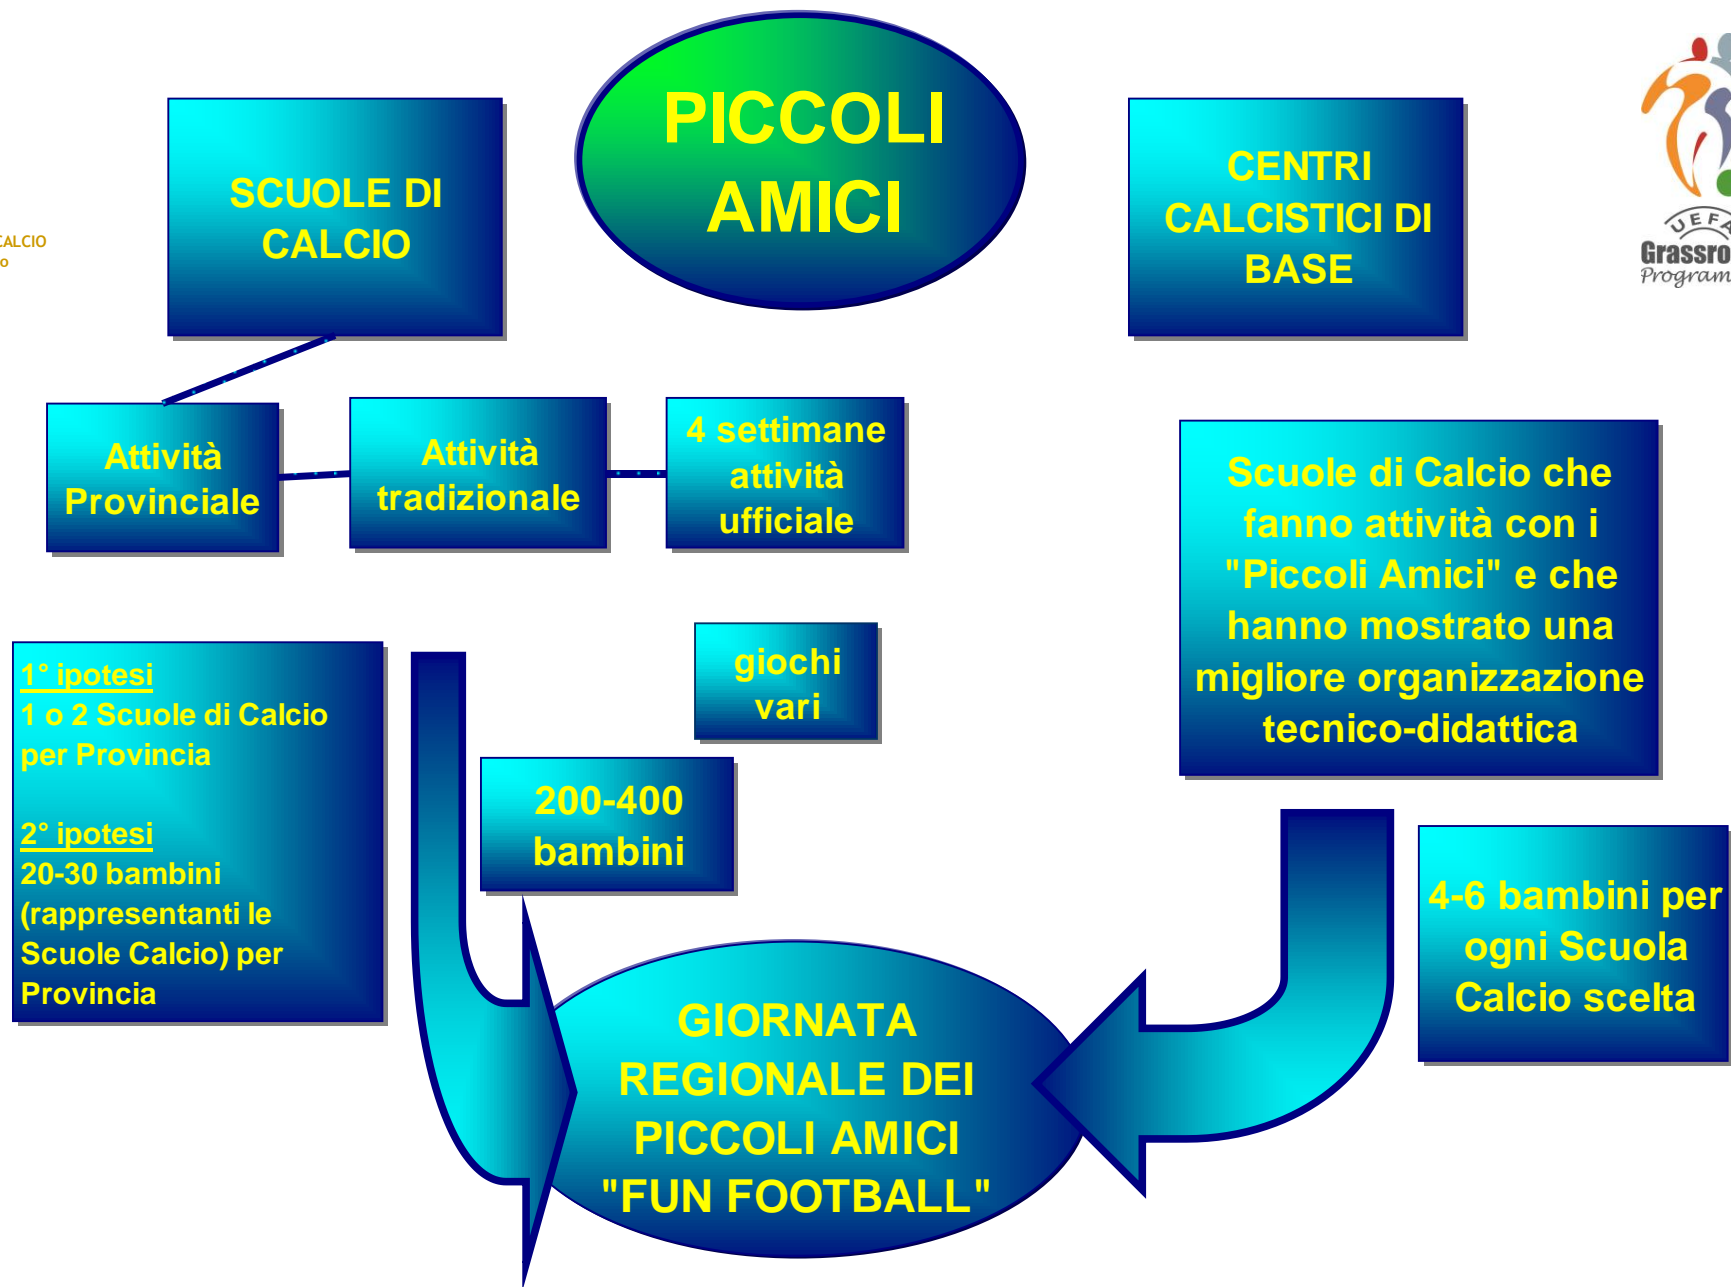 PICCOLI
AMICI
SCUOLE DI
CALCIO
CENTRI
CALCISTICI DI
BASE
CALCIO
UEFA
Programm
Attività
Provinciale
Attività
tradizionale
4 settimane
attività
ufficiale
Scuole di Calcio che
fanno attività con i
"Piccoli Amici" e che
hanno mostrato una
migliore organizzazione
tecnico-didattica
1° ipotesi
1 o 2 Scuole di Calcio
per Provincia
2° ipotesi
20-30 bambini
(rappresentanti le
Scuole Calcio) per
Provincia
giochi
vari
200-400
bambini
4-6 bambini per
ogni Scuola
Calcio scelta
GIORNATA
REGIONALE DEI
PICCOLI AMICI
"FUN FOOTBALL"